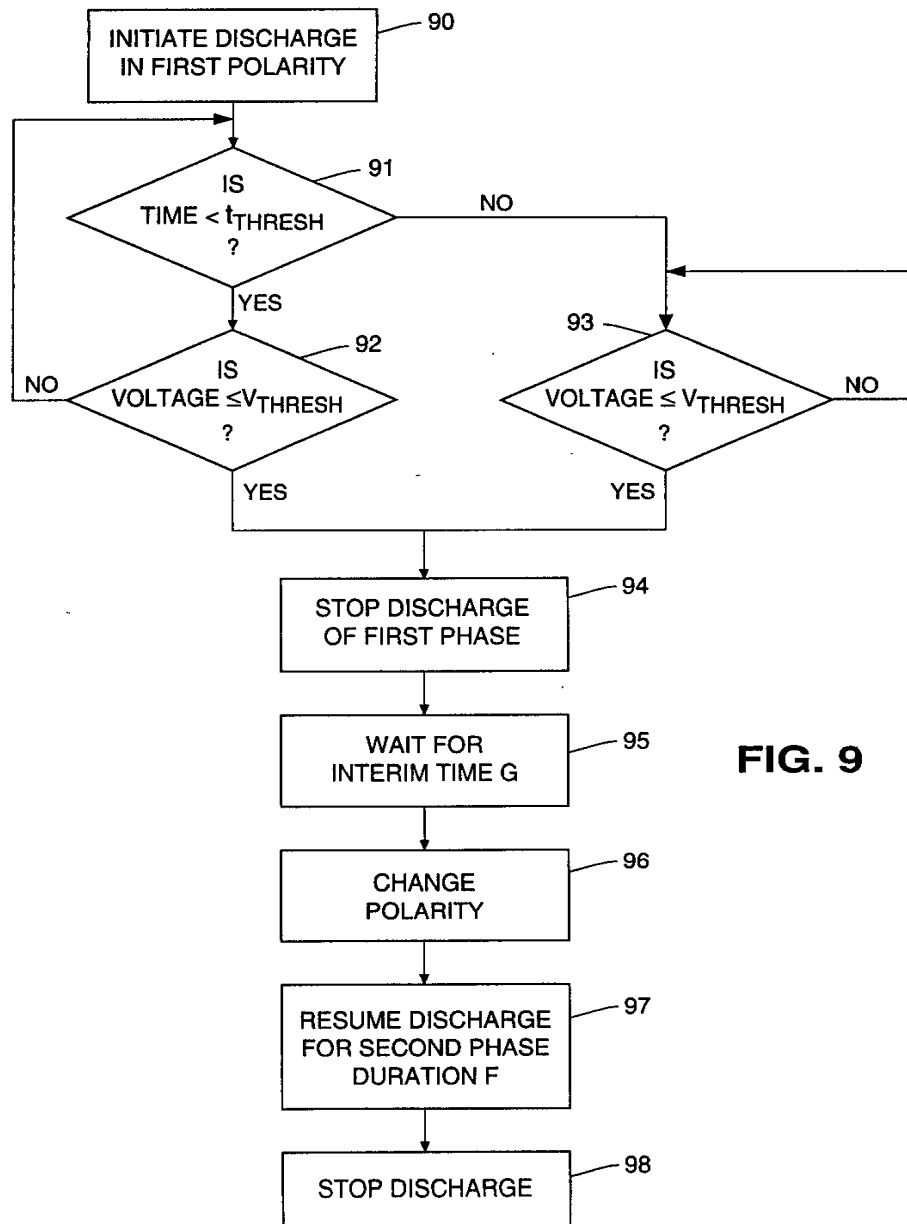 INITIATE DISCHARGE
IN FIRST POLARITY
90
IS
TIME < tTHRESH
?
91
NO
YES
IS
VOLTAGE ≤VTHRESH
?
92
NO
YES
93
IS
VOLTAGE ≤ VTHRESH
?
NO
YES
STOP DISCHARGE
OF FIRST PHASE
94
WAIT FOR
INTERIM TIME G
95
FIG. 9
CHANGE
POLARITY
96
RESUME DISCHARGE
FOR SECOND PHASE
DURATION F
97
STOP DISCHARGE
98